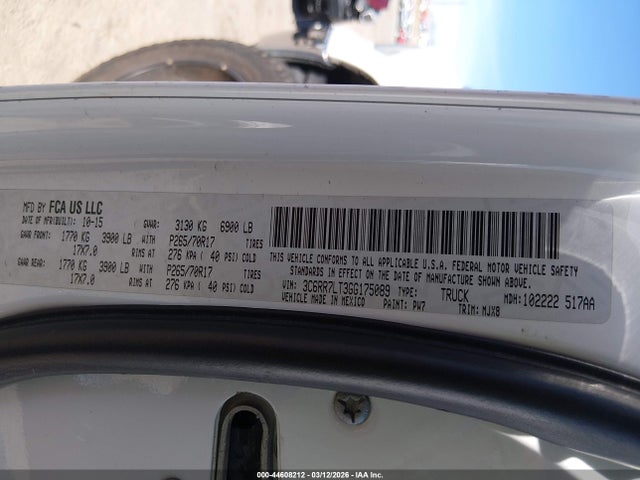 MFD BY FCA US LLC
DATE OF MFR(BUILT): 10-15 GVWR: 3130 KG 6900 LB
GAWR FRONT: 1770 KG 3900 LB WITH P265/70R17 TIRES
17X7.0 RIMS AT 276 KPA ( 40 PSI) COLD
GAWR REAR: 1770 KG 3900 LB WITH P265/70R17 TIRES
17X7.0 RIMS AT 276 KPA ( 40 PSI) COLD
THIS VEHICLE CONFORMS TO ALL APPLICABLE U.S.A. FEDERAL MOTOR VEHICLE SAFETY
STANDARDS IN EFFECT ON THE DATE OF MANUFACTURE SHOWN ABOVE.
VIN: 3C6RR7LT3GG175089 TYPE: TRUCK MDH: 102222 517AA
VEHICLE MADE IN MEXICO PAINT: PW7 TRIM: MJX8
000-44608212 - 03/12/2026 - IAA Inc.